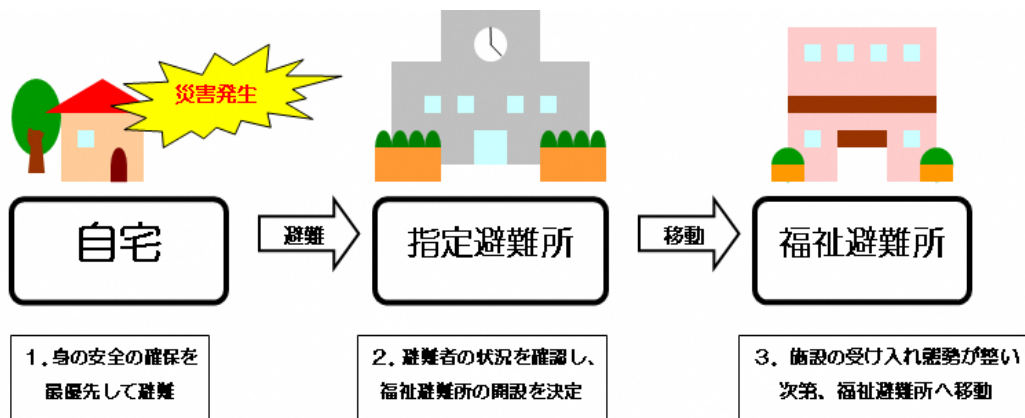 災害発生
自宅
避難
指定避難所
移動
福祉避難所
1．身の安全の確保を
最優先して避難
2．避難者の状況を確認し、
福祉避難所の開設を決定
3．施設の受け入れ態勢が整い
次第、福祉避難所へ移動